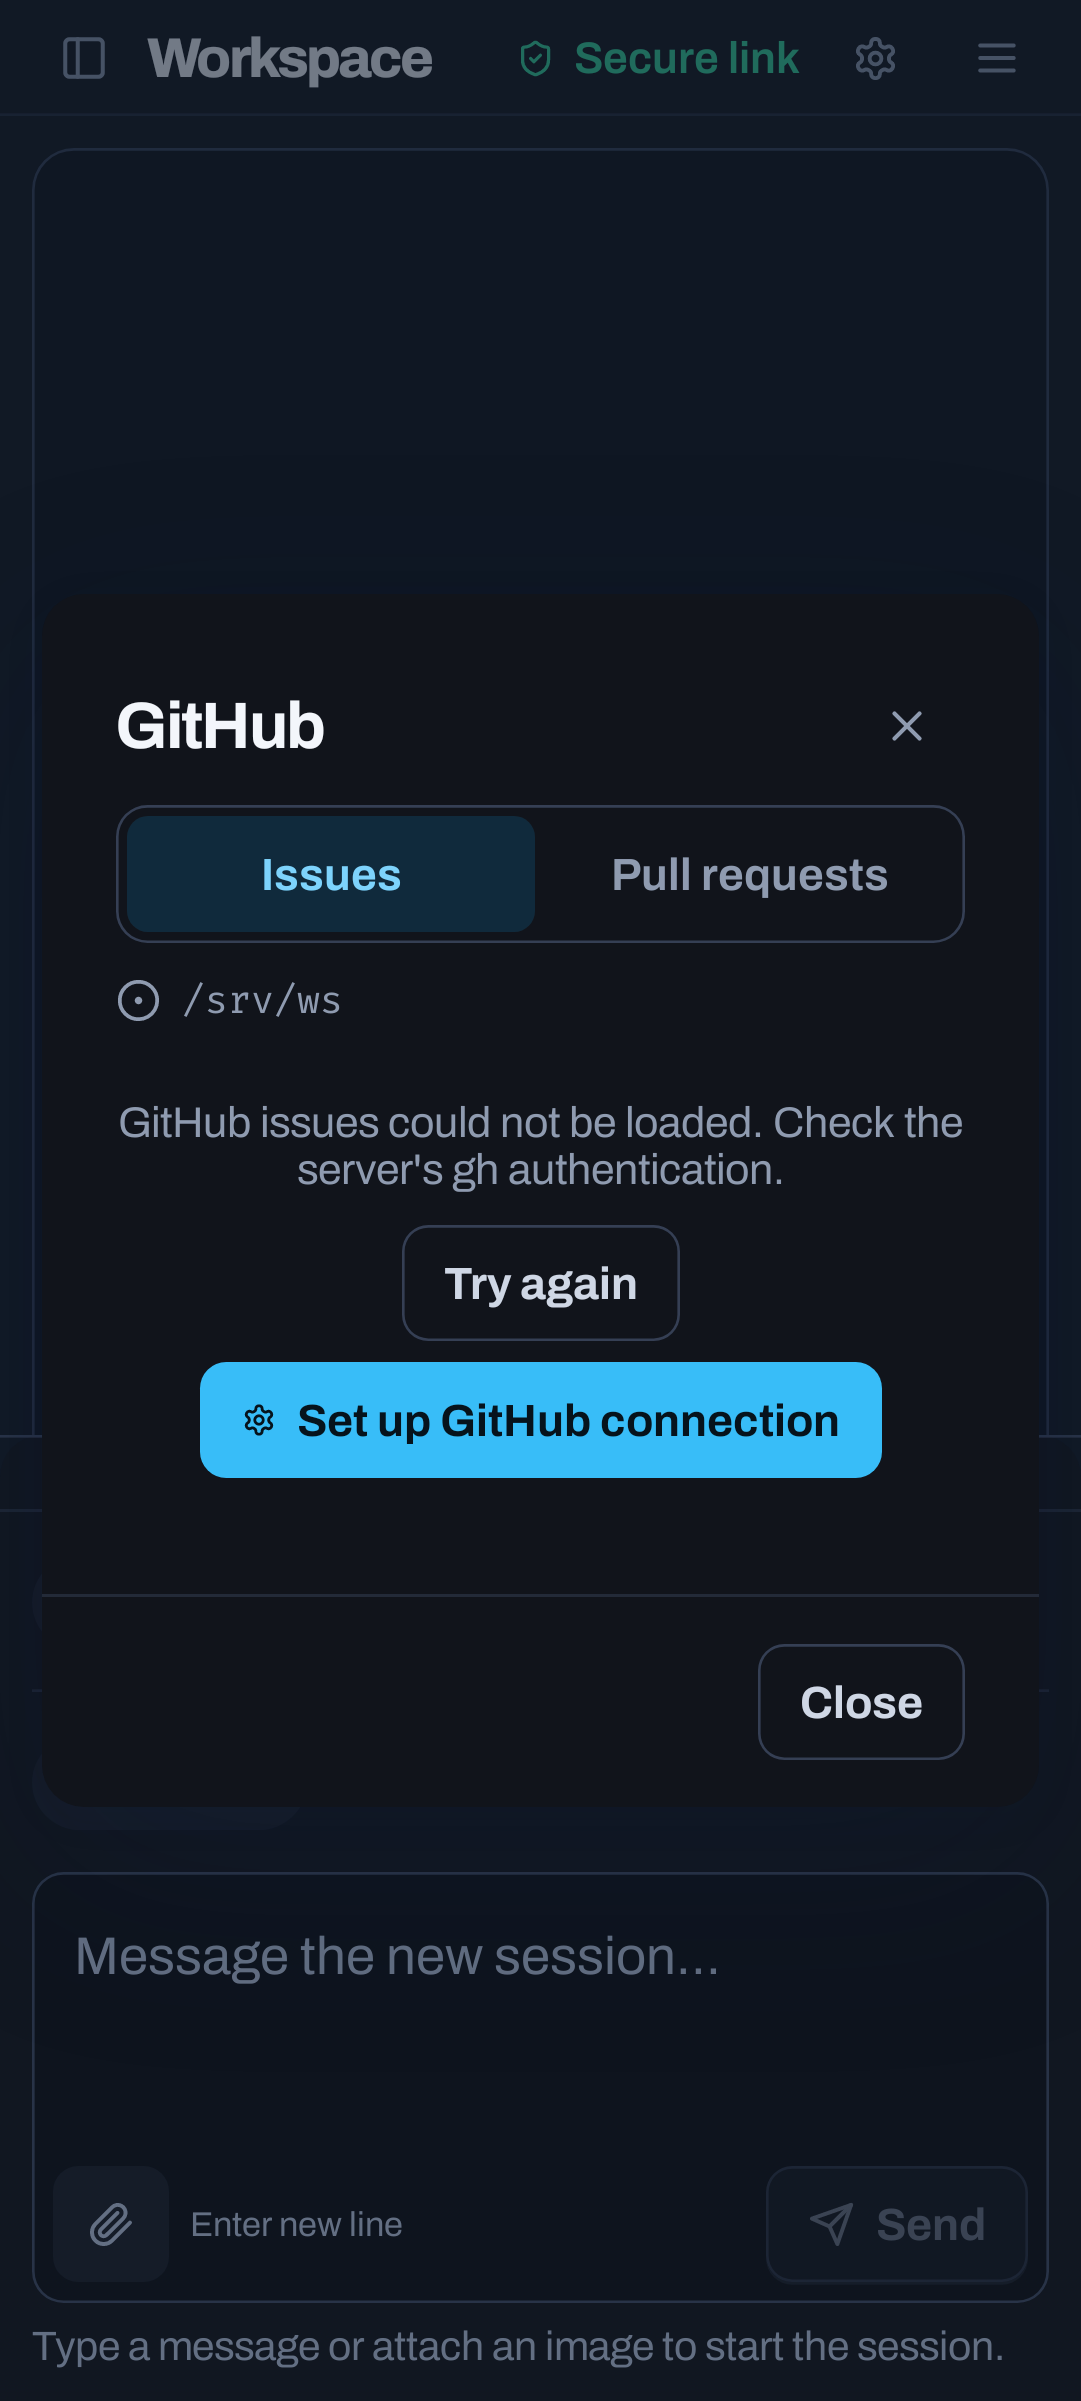 Workspace
Secure link
GitHub
Issues
Pull requests
/srv/ws
GitHub issues could not be loaded. Check the
server's gh authentication.
Try again
Set up GitHub connection
Close
Message the new session...
Enter new line
Send
Type a message or attach an image to start the session.